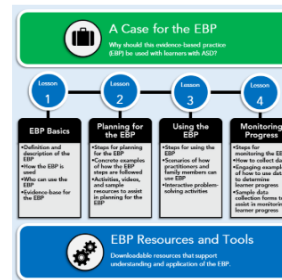 A Case for the EBP
Why should this evidence-based practice
(EBP) be used with learners with ASD?
Lesson
1
EBP Basics
•Definition and
description of the
EBP
•How the EBP is
used
•Who can use the
EBP
•Evidence-base for
the EBP
Lesson
2
Planning for
the EBP
•Steps for
planning for the
EBP
•Concrete examples
of how the EBP
steps are followed
•Activities, videos,
and sample
resources to assist
in planning for the
EBP
Lesson
3
Using the
EBP
•Steps for using the
EBP
•Scenarios of how
practitioners and
family members
can use the EBP
•Interactive problem-
solving activities
Lesson
4
Monitoring
Progress
•Steps for
monitoring the EB
•How to collect da
•Engaging example
of how to use dat
to determine
learner progress
•Sample data
collection forms t
assist in monitori
learner progress
EBP Resources and Tools
Downloadable resources that support
understanding and application of the EBP.